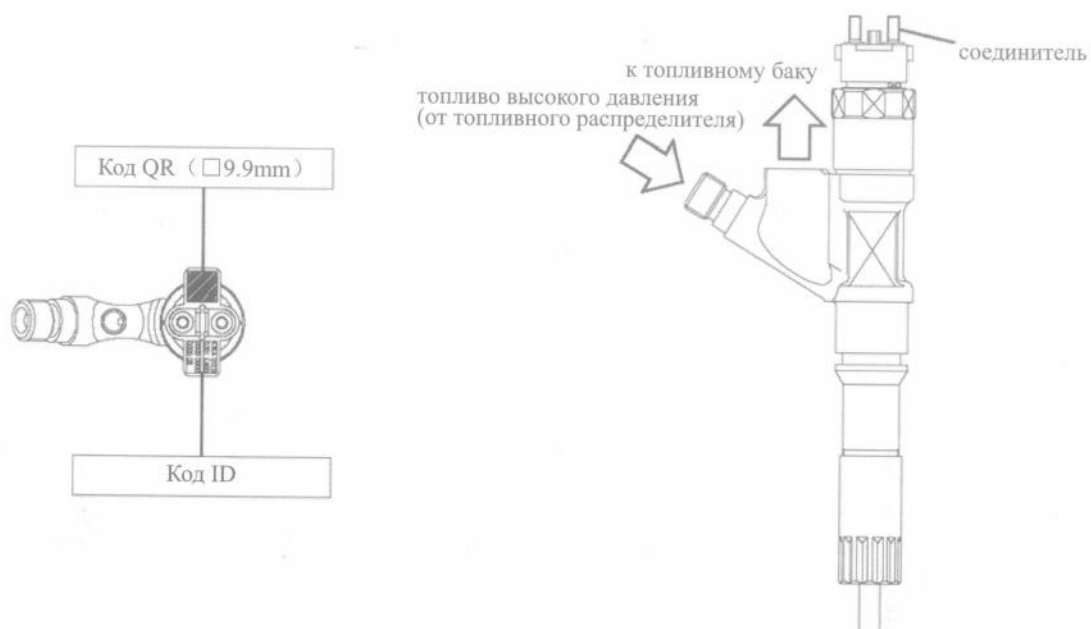 соединитель
к топливному баку
топливо высокого давления
(от топливного распределителя)
Код QR (□9.9mm)
Код ID